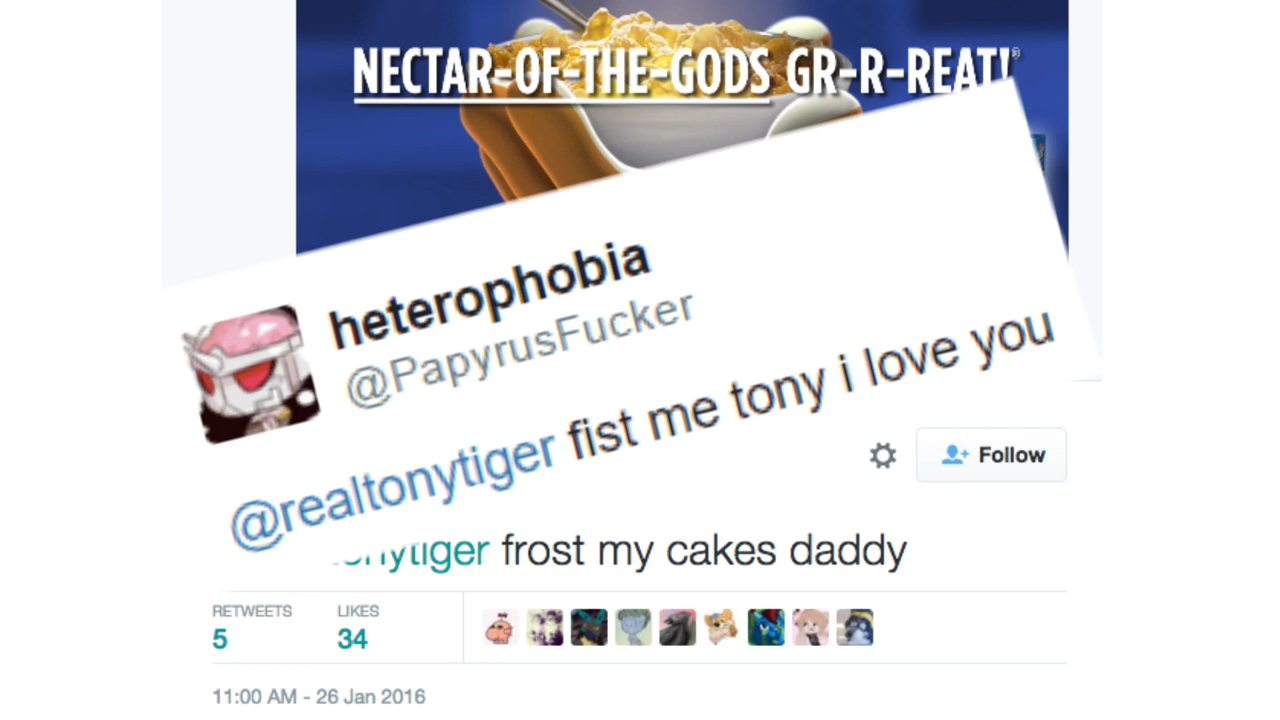 NECTAR-OF-THE-GODS GR-R-REAT!®
heterophobia
@PapyrusFucker
@realtonytiger fist me tony i love you
Follow
frost my cakes daddy
RETWEETS LIKES
5 34
11:00 AM - 26 Jan 2016